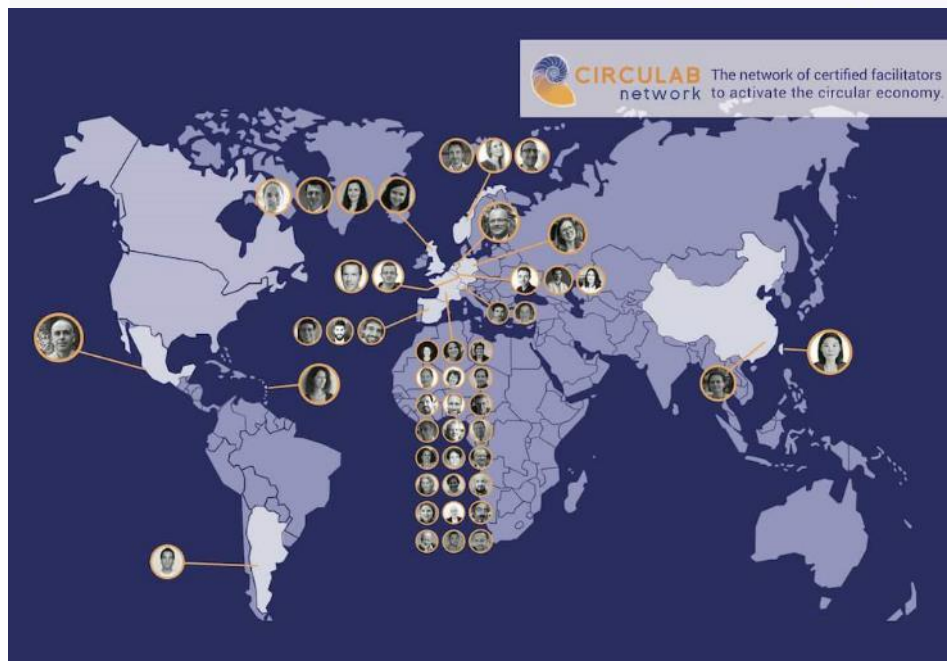 CIRCULAB
network
The network of certified facilitators
to activate the circular economy.